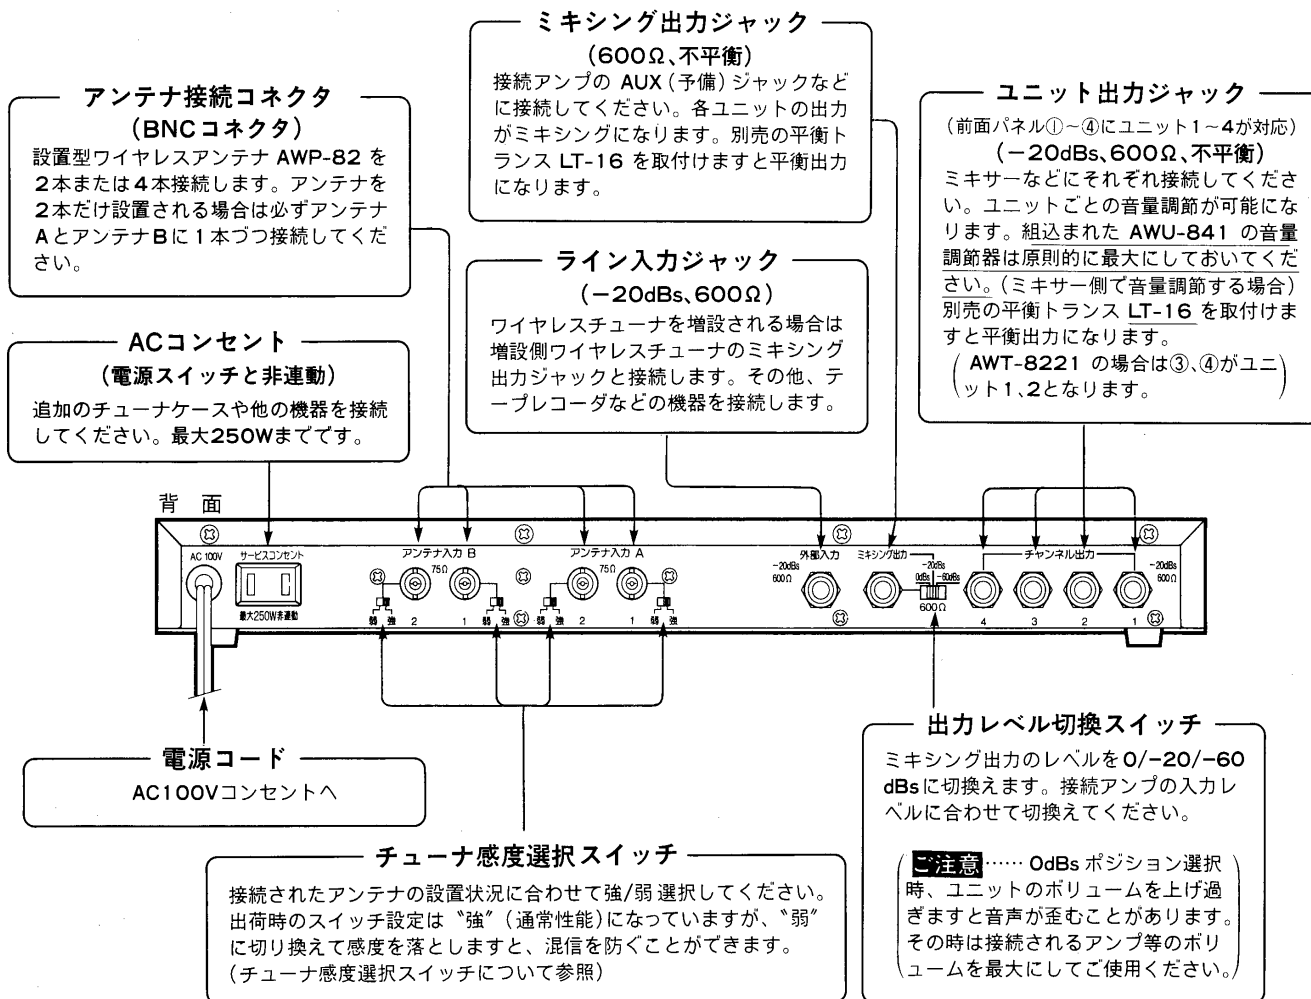 ミキシング出力ジャック
(600Ω、不平衡)
接続アンプの AUX (予備) ジャックなど
に接続してください。各ユニットの出力
がミキシングになります。別売の平衡ト
ランス LT-16 を取付けますと平衡出力
になります。
アンテナ接続コネクタ
(BNCコネクタ)
設置型ワイヤレスアンテナ AWP-82 を
2本または4本接続します。アンテナを
2本だけ設置される場合は必ずアンテナ
AとアンテナBに1本づつ接続してくだ
さい。
ユニット出力ジャック
(前面パネル①~④にユニット1~4が対応)
(-20dBs、600Ω、不平衡)
ミキサーなどにそれぞれ接続してくださ
い。ユニットごとの音量調節が可能にな
ります。組込まれた AWU-841 の音量
調節器は原則的に最大にしておいてくだ
さい。(ミキサー側で音量調節する場合)
別売の平衡トランス LT-16 を取付けま
すと平衡出力になります。
(AWT-8221 の場合は③、④がユニ
ット1、2となります。)
ライン入力ジャック
(-20dBs、600Ω)
ワイヤレスチューナを増設される場合は
増設側ワイヤレスチューナのミキシング
出力ジャックと接続します。その他、テ
ープレコーダなどの機器を接続します。
ACコンセント
(電源スイッチと非連動)
追加のチューナケースや他の機器を接続
してください。最大250Wまでです。
背 面
AC 100V
サービスコンセント
最大250W非連動
アンテナ入力 B
75Ω
弱 強 2 1 弱 強
アンテナ入力 A
75Ω
弱 強 2 1 弱 強
外部入力
-20dBs
600Ω
ミキシング出力
-20dBs
0dBs -60dBs
600Ω
チャンネル出力
-20dBs
600Ω
4 3 2 1
電源コード
AC100Vコンセントへ
チューナ感度選択スイッチ
接続されたアンテナの設置状況に合わせて強/弱 選択してください。
出荷時のスイッチ設定は〝強〞(通常性能)になっていますが、〝弱〞
に切り換えて感度を落としますと、混信を防ぐことができます。
(チューナ感度選択スイッチについて参照)
出力レベル切換スイッチ
ミキシング出力のレベルを0/-20/-60
dBsに切換えます。接続アンプの入力レ
ベルに合わせて切換えてください。
(ご注意…… 0dBs ポジション選択
時、ユニットのボリュームを上げ過
ぎますと音声が歪むことがあります。
その時は接続されるアンプ等のボリ
ュームを最大にしてご使用ください。)